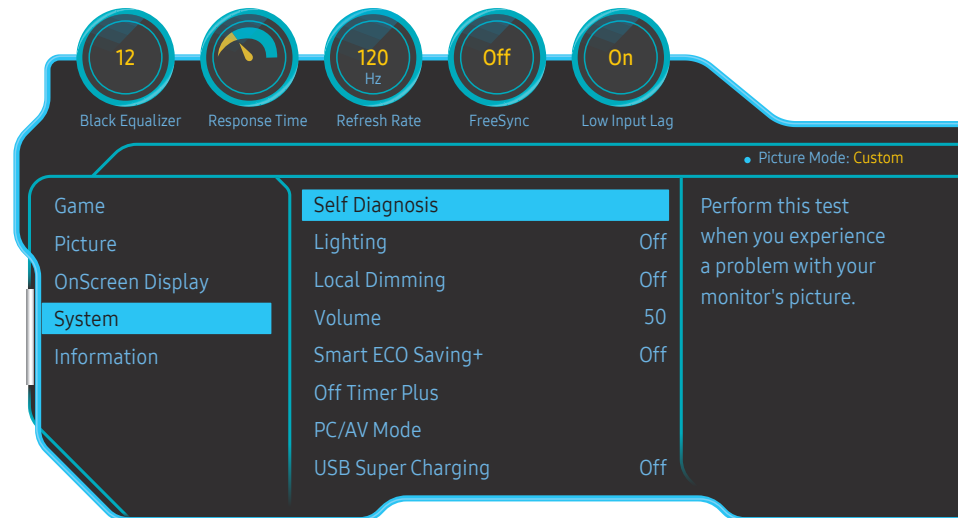 12
120
Hz
Off
On
Black Equalizer
Response Time
Refresh Rate
FreeSync
Low Input Lag
Picture Mode: Custom
Game
Picture
OnScreen Display
System
Information
Self Diagnosis
Lighting Off
Local Dimming Off
Volume 50
Smart ECO Saving+ Off
Off Timer Plus
PC/AV Mode
USB Super Charging Off
Perform this test
when you experience
a problem with your
monitor's picture.